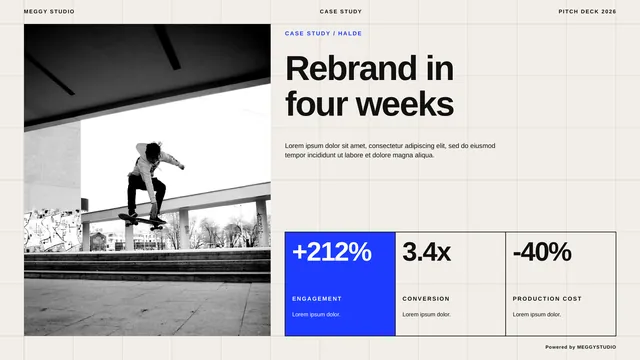 MEGGY STUDIO
CASE STUDY
PITCH DECK 2026
CASE STUDY / HALDE
Rebrand in
four weeks
Lorem ipsum dolor sit amet, consectetur adipiscing elit, sed do eiusmod
tempor incididunt ut labore et dolore magna aliqua.
+212%
ENGAGEMENT
Lorem ipsum dolor.
3.4x
CONVERSION
Lorem ipsum dolor.
-40%
PRODUCTION COST
Lorem ipsum dolor.
Powered by MEGGYSTUDIO